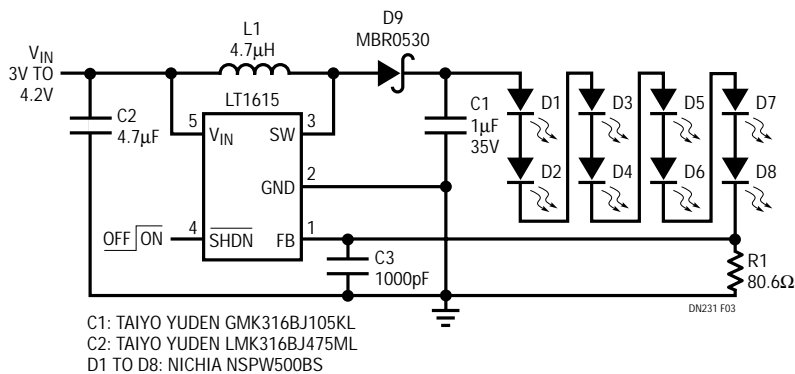 D9
MBR0530
L1
4.7µH
VIN
3V TO
4.2V
C2
4.7µF
LT1615
5
VIN
SW
3
GND
2
OFF ON
4
SHDN
FB
1
C3
1000pF
C1
1µF
35V
D1
D3
D5
D7
D2
D4
D6
D8
R1
80.6Ω
DN231 F03
C1: TAIYO YUDEN GMK316BJ105KL
C2: TAIYO YUDEN LMK316BJ475ML
D1 TO D8: NICHIA NSPW500BS